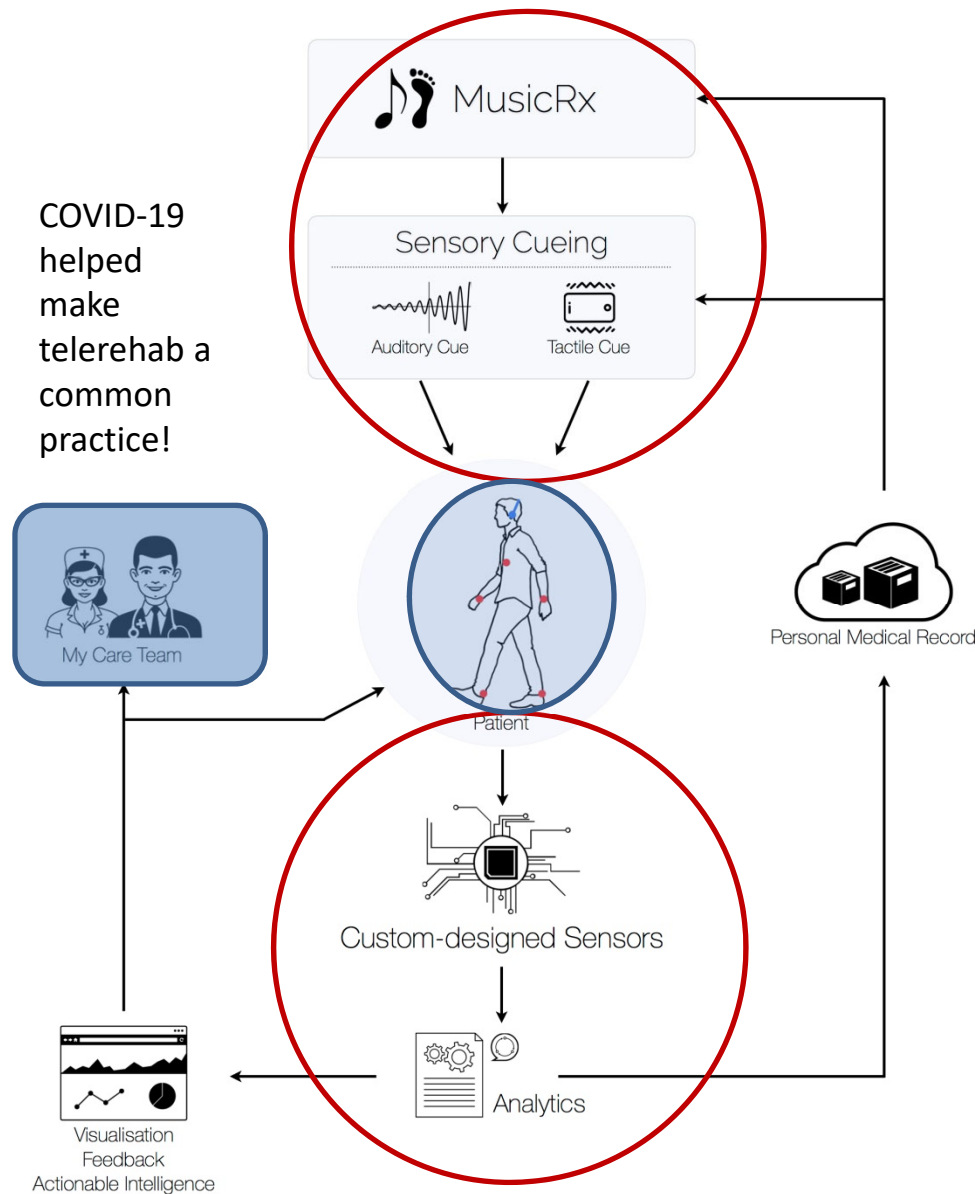 MusicRx
COVID-19
helped
make
telerehab a
common
practice!
Sensory Cueing
Auditory Cue
Tactile Cue
My Care Team
Patient
Personal Medical Record
Custom-designed Sensors
Analytics
Visualisation
Feedback
Actionable Intelligence